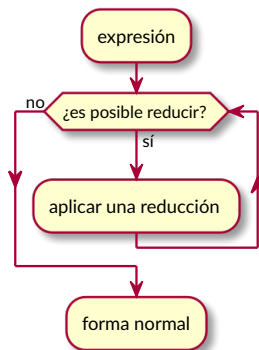 expresión
¿es posible reducir?
no
sí
aplicar una reducción
forma normal